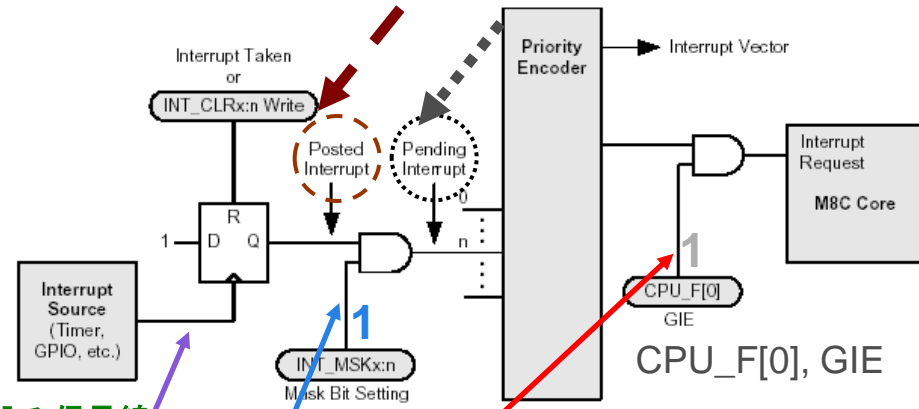 Interrupt Taken
or
INT_CLRx:n Write
Posted
Interrupt
Pending
Interrupt
Priority
Encoder
Interrupt Vector
Interrupt
Request
M8C Core
R
1
D
Q
0
n
1
1
Interrupt
Source
(Timer,
GPIO, etc.)
INT_MSKx:n
Mask Bit Setting
CPU_F[0]
GIE
CPU_F[0], GIE